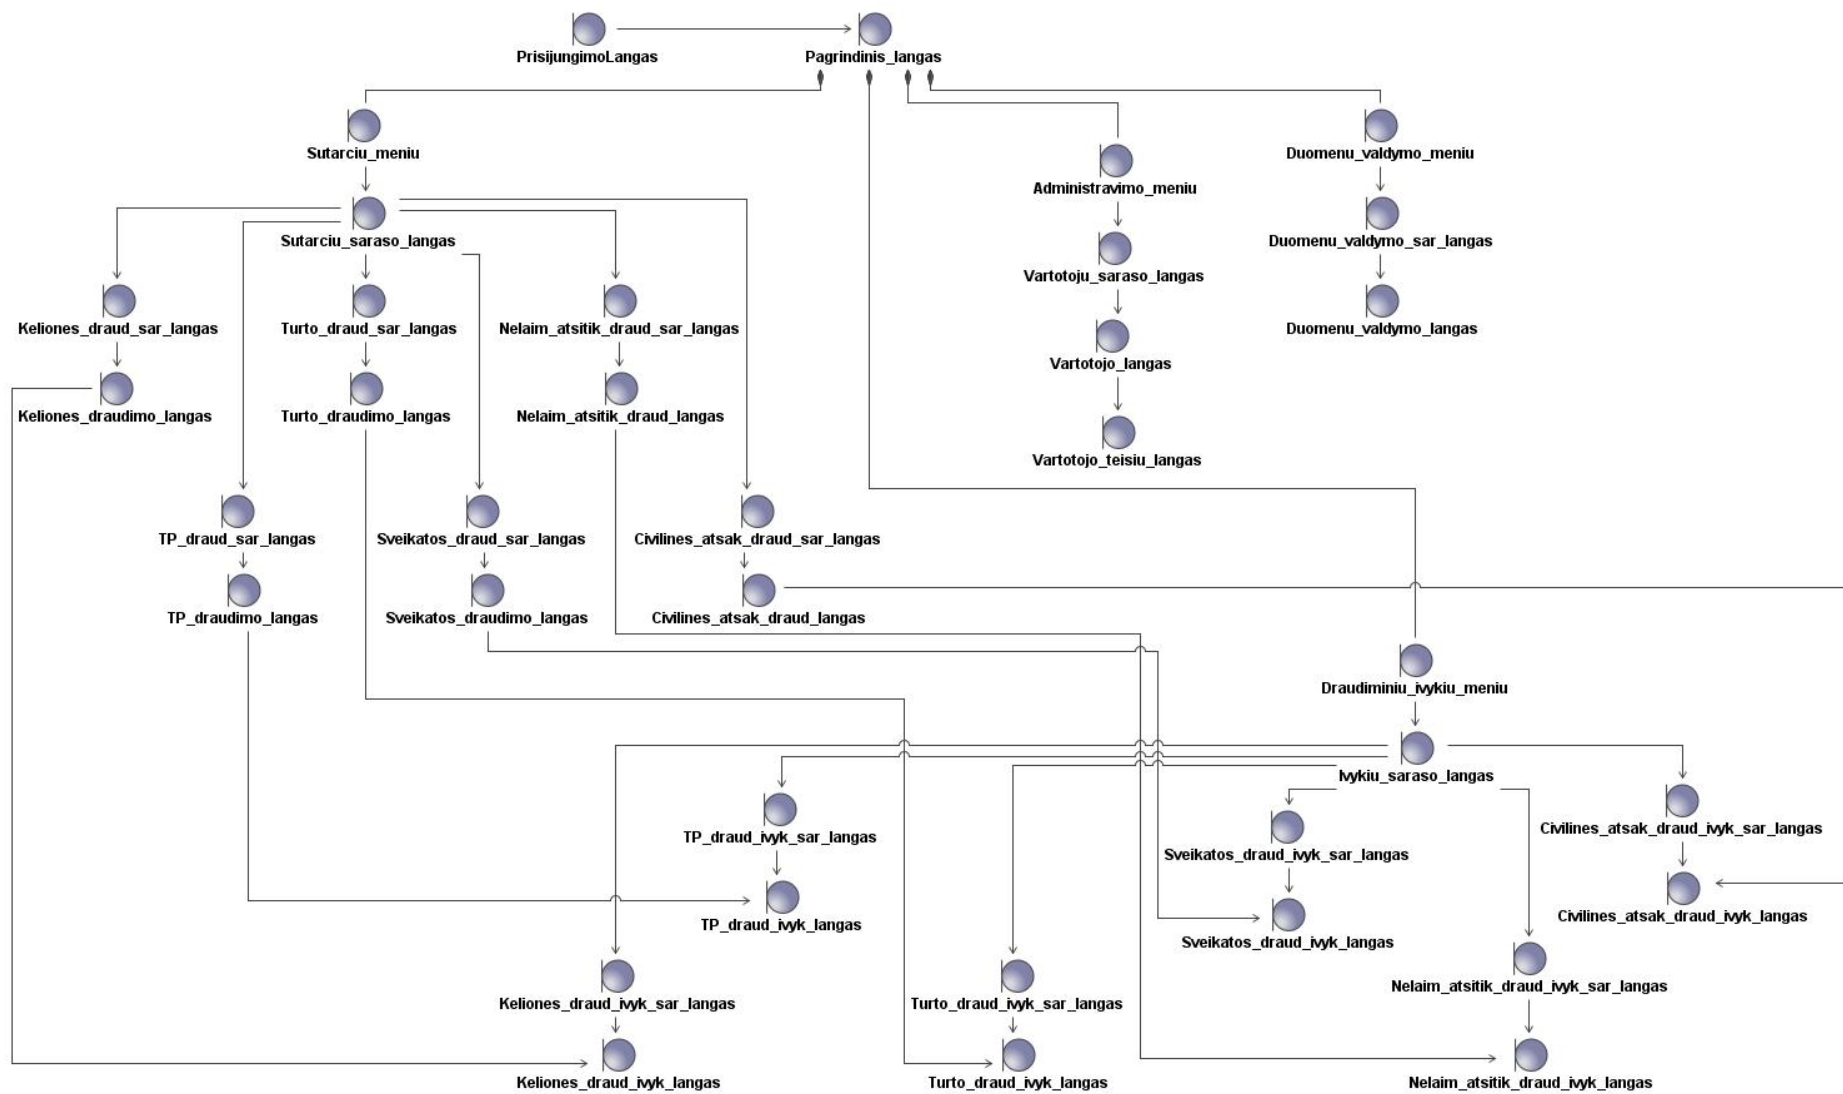 PrisijungimoLangas
Pagrindinis_langas
Sutarciu_meniu
Duomenu_valdymo_meniu
Administravimo_meniu
Sutarciu_saraso_langas
Duomenu_valdymo_sar_langas
Vartotoju_saraso_langas
Keliones_draud_sar_langas
Turto_draud_sar_langas
Nelaim_atsitik_draud_sar_langas
Duomenu_valdymo_langas
Vartotojo_langas
Keliones_draudimo_langas
Turto_draudimo_langas
Nelaim_atsitik_draud_langas
Vartotojo_teisiu_langas
TP_draud_sar_langas
Sveikatos_draud_sar_langas
Civilines_atsak_draud_sar_langas
TP_draudimo_langas
Sveikatos_draudimo_langas
Civilines_atsak_draud_langas
Draudiminiu_ivykiu_meniu
Ivykiu_saraso_langas
Civilines_atsak_draud_ivyk_sar_langas
TP_draud_ivyk_sar_langas
Sveikatos_draud_ivyk_sar_langas
Civilines_atsak_draud_ivyk_langas
TP_draud_ivyk_langas
Sveikatos_draud_ivyk_langas
Nelaim_atsitik_draud_ivyk_sar_langas
Keliones_draud_ivyk_sar_langas
Turto_draud_ivyk_sar_langas
Keliones_draud_ivyk_langas
Turto_draud_ivyk_langas
Nelaim_atsitik_draud_ivyk_langas